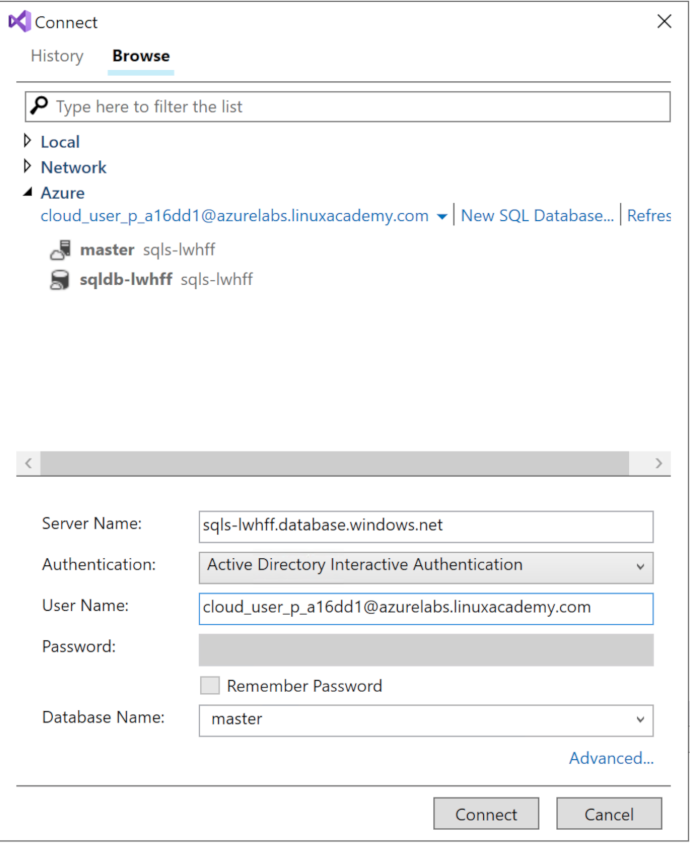 Connect
History Browse
Type here to filter the list
Local
Network
Azure
cloud_user_p_a16dd1@azurelabs.linuxacademy.com New SQL Database... Refres
master sqls-lwhff
sqldb-lwhff sqls-lwhff
Server Name: sqls-lwhff.database.windows.net
Authentication: Active Directory Interactive Authentication
User Name: cloud_user_p_a16dd1@azurelabs.linuxacademy.com
Password:
Remember Password
Database Name: master
Advanced...
Connect Cancel